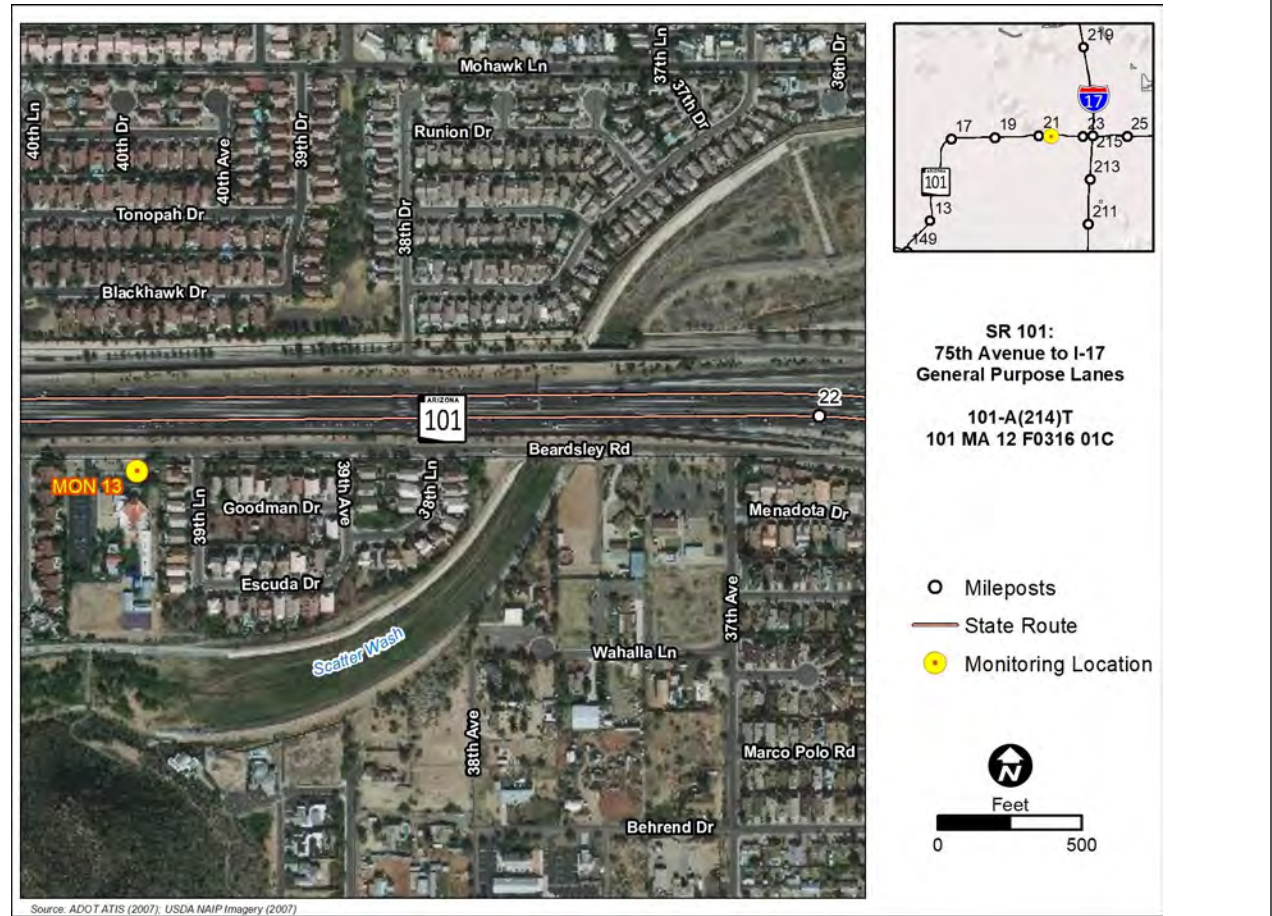 Mohawk Ln
37th Ln
36th Dr
37th Dr
40th Ln
40th Dr
40th Ave
39th Dr
Runion Dr
Tonopah Dr
38th Dr
Blackhawk Dr
22
ARIZONA
101
Beardsley Rd
MON 13
39th Ln
Goodman Dr
39th Ave
38th Ln
Menadota Dr
Escuda Dr
37th Ave
Scatter Wash
Wahalla Ln
38th Ave
Marco Polo Rd
Behrend Dr
Source: ADOT ATIS (2007); USDA NAIP Imagery (2007)
219
17
17
19
21
23
25
215
101
213
13
211
149
SR 101:
75th Avenue to I-17
General Purpose Lanes
101-A(214)T
101 MA 12 F0316 01C
Mileposts
State Route
Monitoring Location
N
Feet
0 500